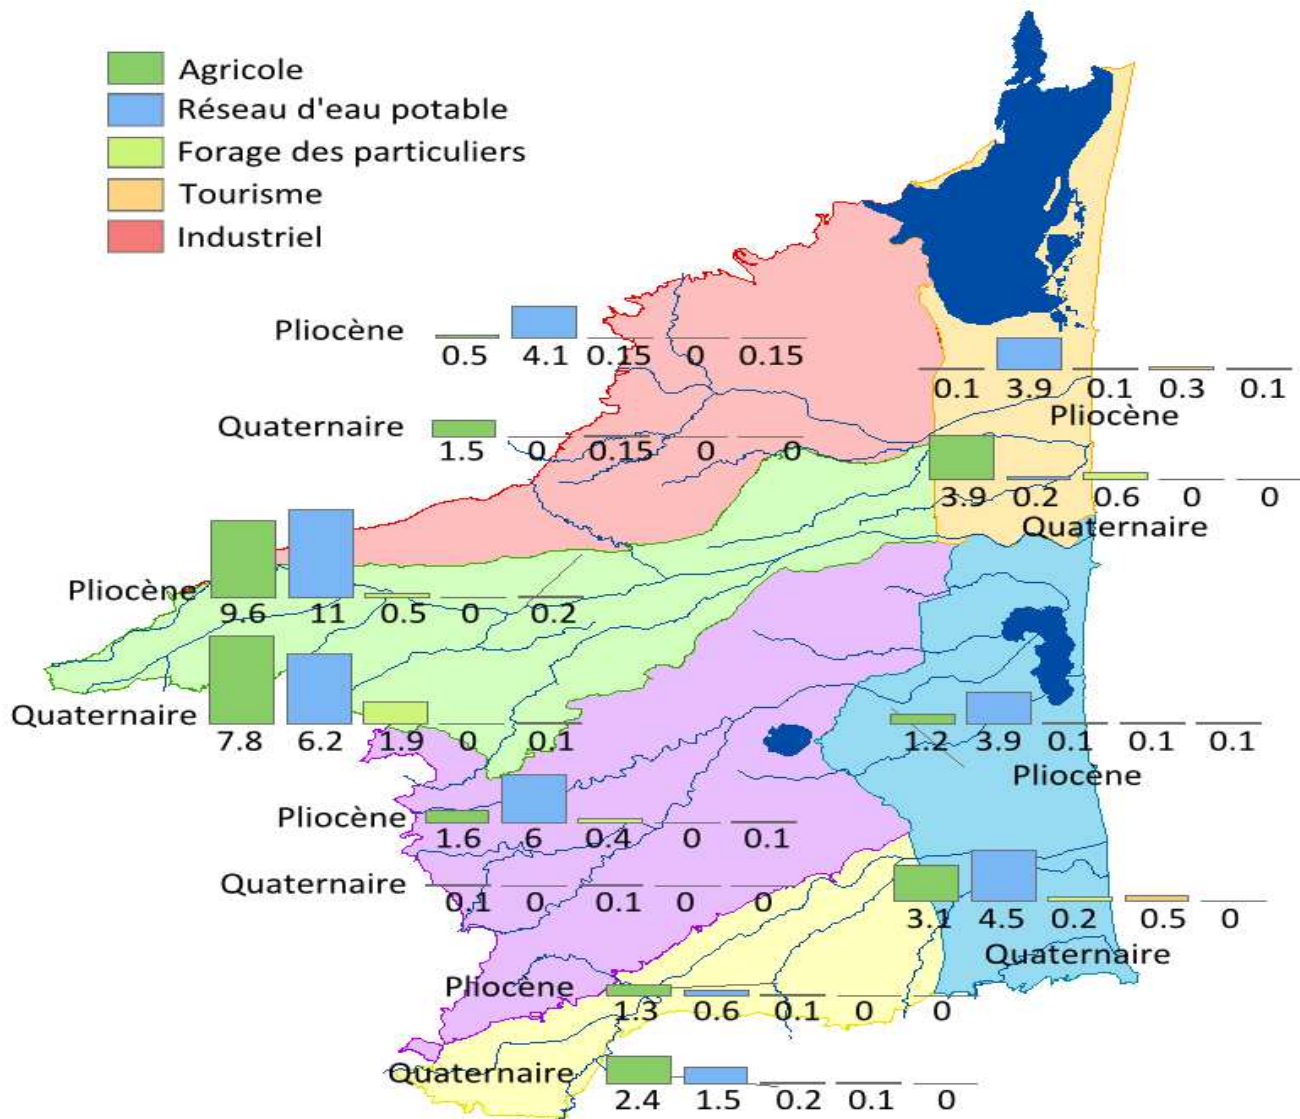 Agricole
Réseau d'eau potable
Forage des particuliers
Tourisme
Industriel
Pliocène
0.5 4.1 0.15 0 0.15
0.1 3.9 0.1 0.3 0.1
Pliocène
Quaternaire
1.5 0 0.15 0 0
3.9 0.2 0.6 0 0
Quaternaire
Pliocène
9.6 11 0.5 0 0.2
Quaternaire
7.8 6.2 1.9 0 0.1
1.2 3.9 0.1 0.1 0.1
Pliocène
Pliocène
1.6 6 0.4 0 0.1
Quaternaire
0.1 0 0.1 0 0
3.1 4.5 0.2 0.5 0
Quaternaire
Pliocène
1.3 0.6 0.1 0 0
Quaternaire
2.4 1.5 0.2 0.1 0